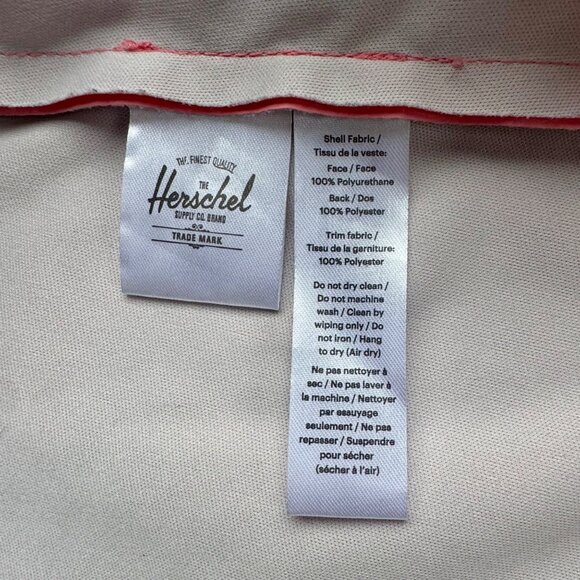 THE FINEST QUALITY
THE
Herschel
SUPPLY CO. BRAND
TRADE MARK
Shell Fabric /
Tissu de la veste:
Face / Face
100% Polyurethane
Back / Dos
100% Polyester
Trim fabric /
Tissu de la garniture:
100% Polyester
Do not dry clean /
Do not machine
wash / Clean by
wiping only / Do
not iron / Hang
to dry (Air dry)
Ne pas nettoyer à
sec / Ne pas laver à
la machine / Nettoyer
par essuyage
seulement / Ne pas
repasser / Suspendre
pour sécher
(sécher à l'air)